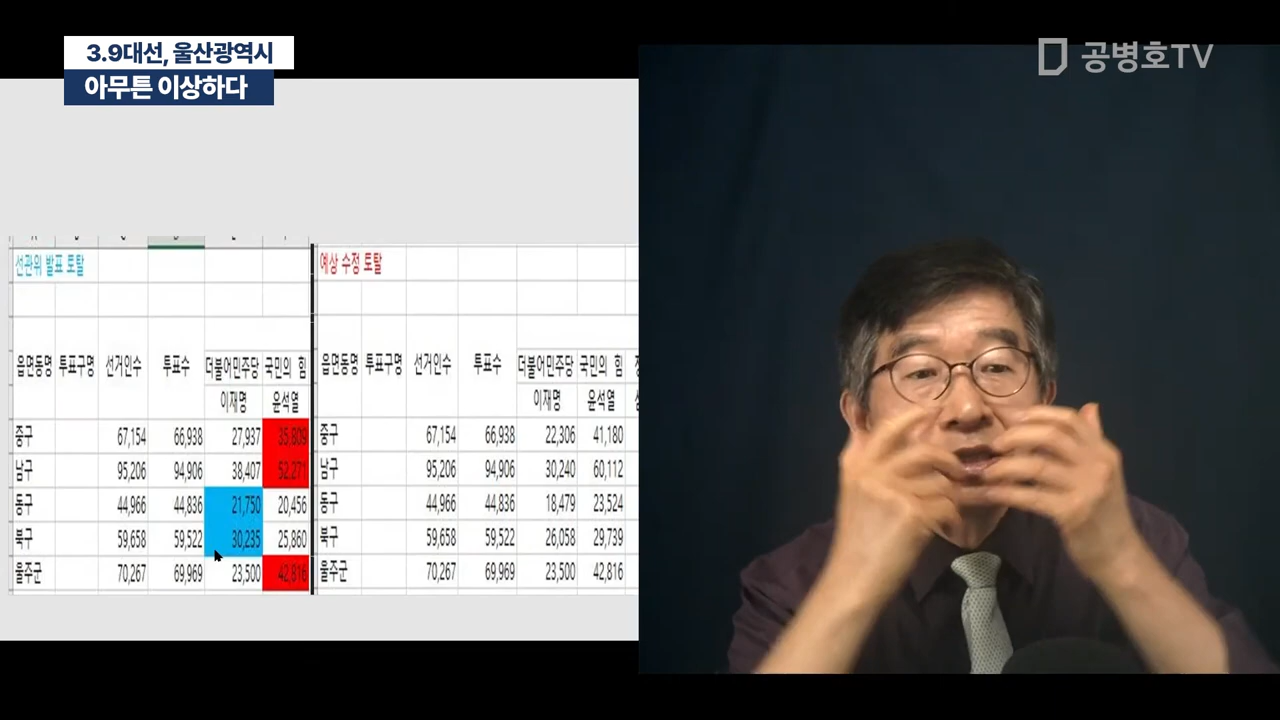 3.9대선, 울산광역시
아무튼 이상하다
공병호TV
선관위 발표 토탈
읍면동명 투표구명 선거인수 투표수 더불어민주당 국민의 힘
이재명 윤석열
중구 67,154 66,938 27,937 35,809
남구 95,206 94,906 38,407 52,271
동구 44,966 44,836 21,750 20,456
북구 59,658 59,522 30,235 25,860
울주군 70,267 69,969 23,500 42,816
예상 수정 토탈
읍면동명 투표구명 선거인수 투표수 더불어민주당 국민의 힘
이재명 윤석열
중구 67,154 66,938 22,306 41,180
남구 95,206 94,906 30,240 60,112
동구 44,966 44,836 18,479 23,524
북구 59,658 59,522 26,058 29,739
울주군 70,267 69,969 23,500 42,816